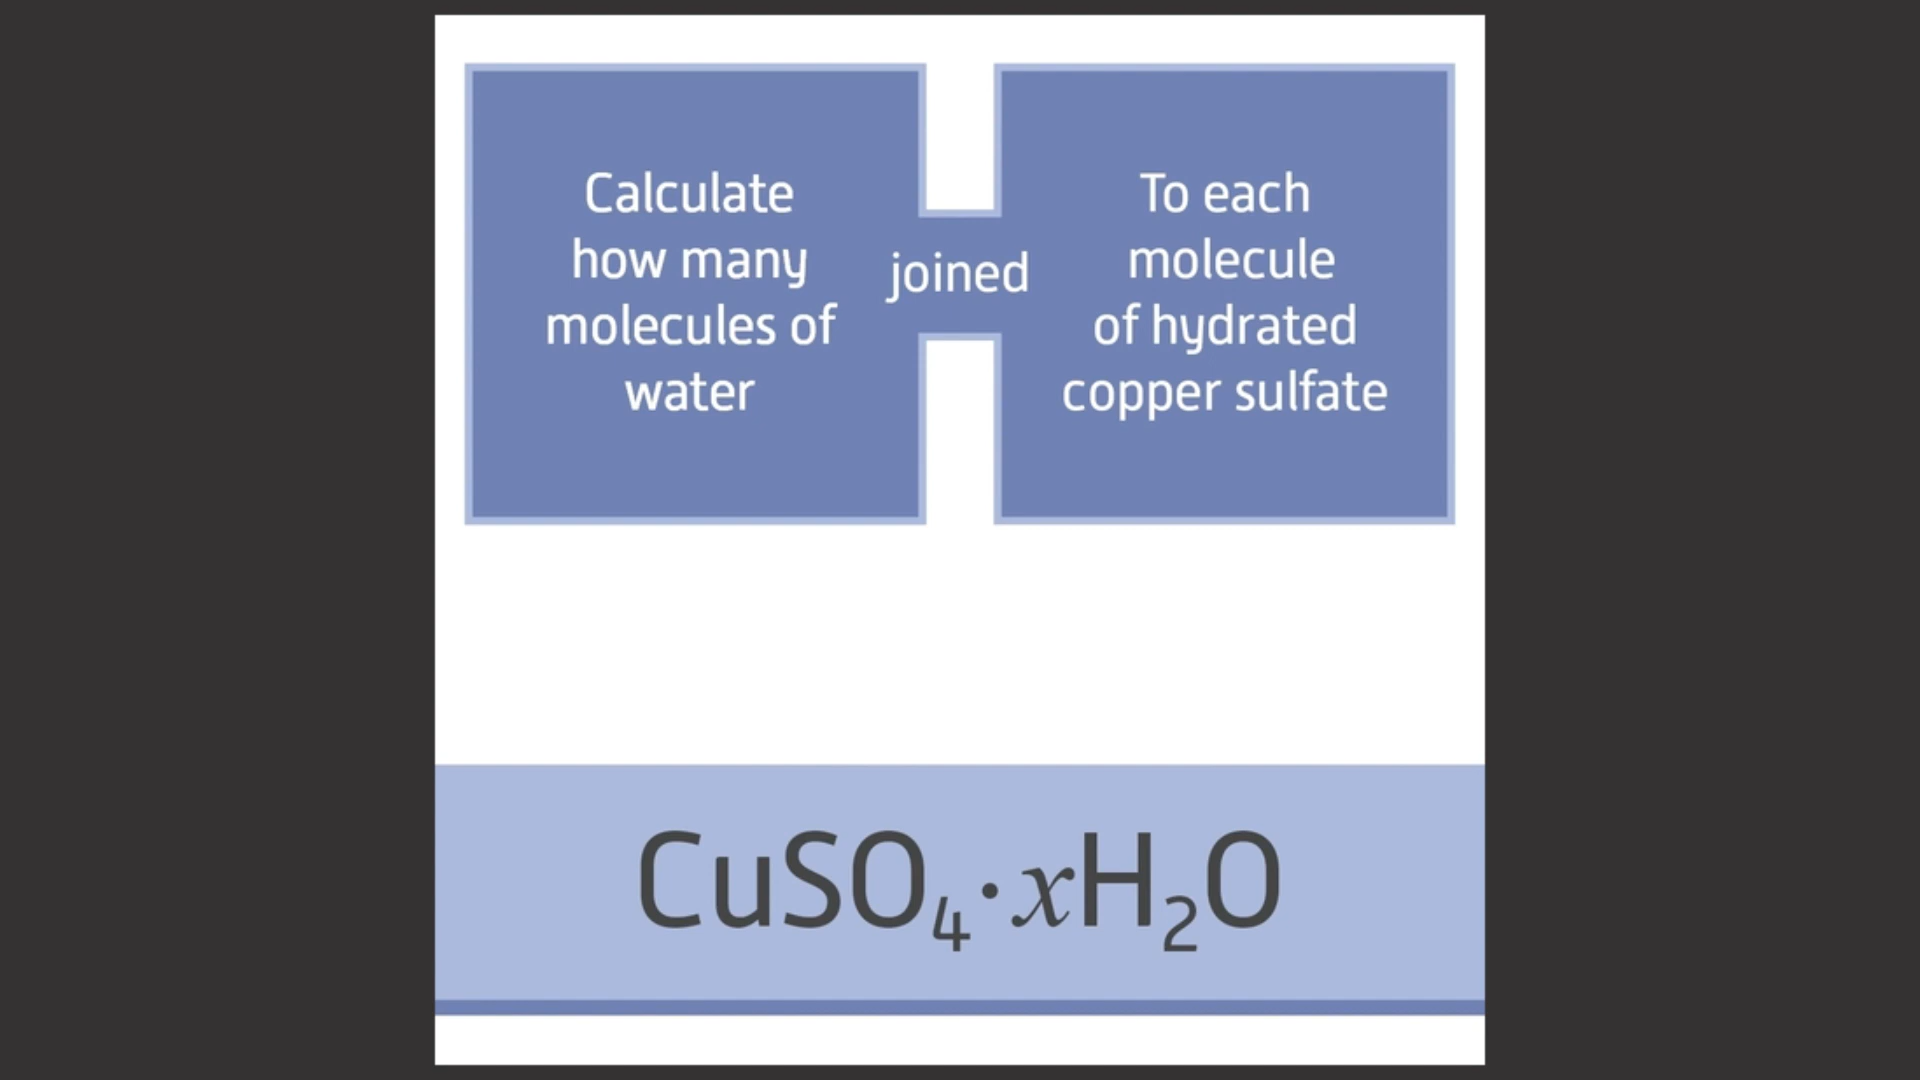 Calculate
how many
molecules of
water
joined
To each
molecule
of hydrated
copper sulfate
CuSO₄·xH₂O